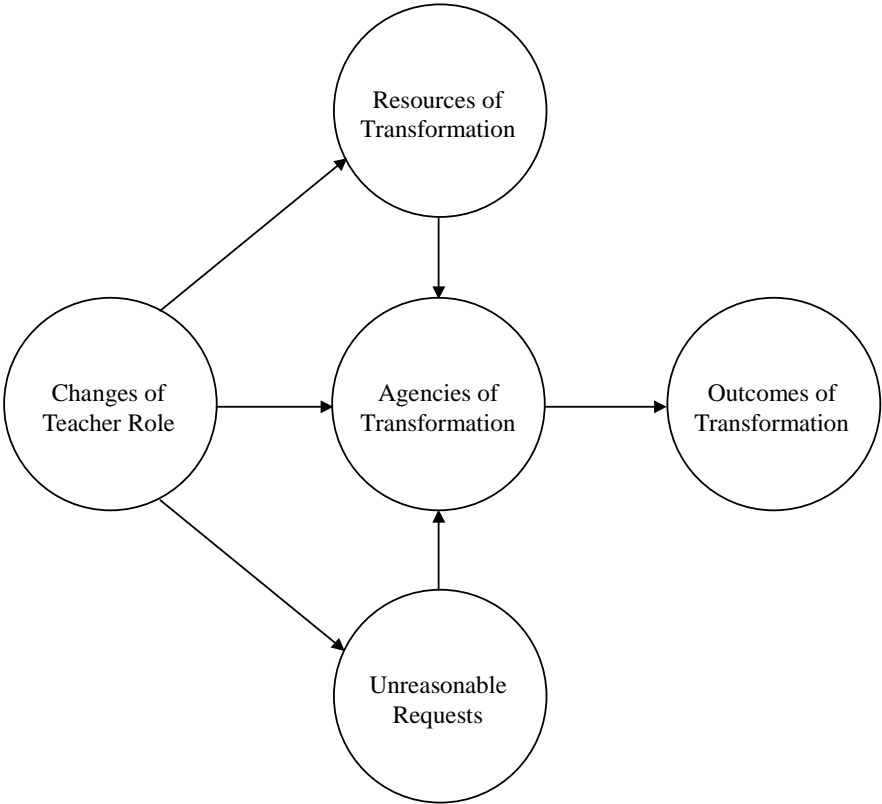 Resources of
Transformation
Changes of
Teacher Role
Agencies of
Transformation
Outcomes of
Transformation
Unreasonable
Requests